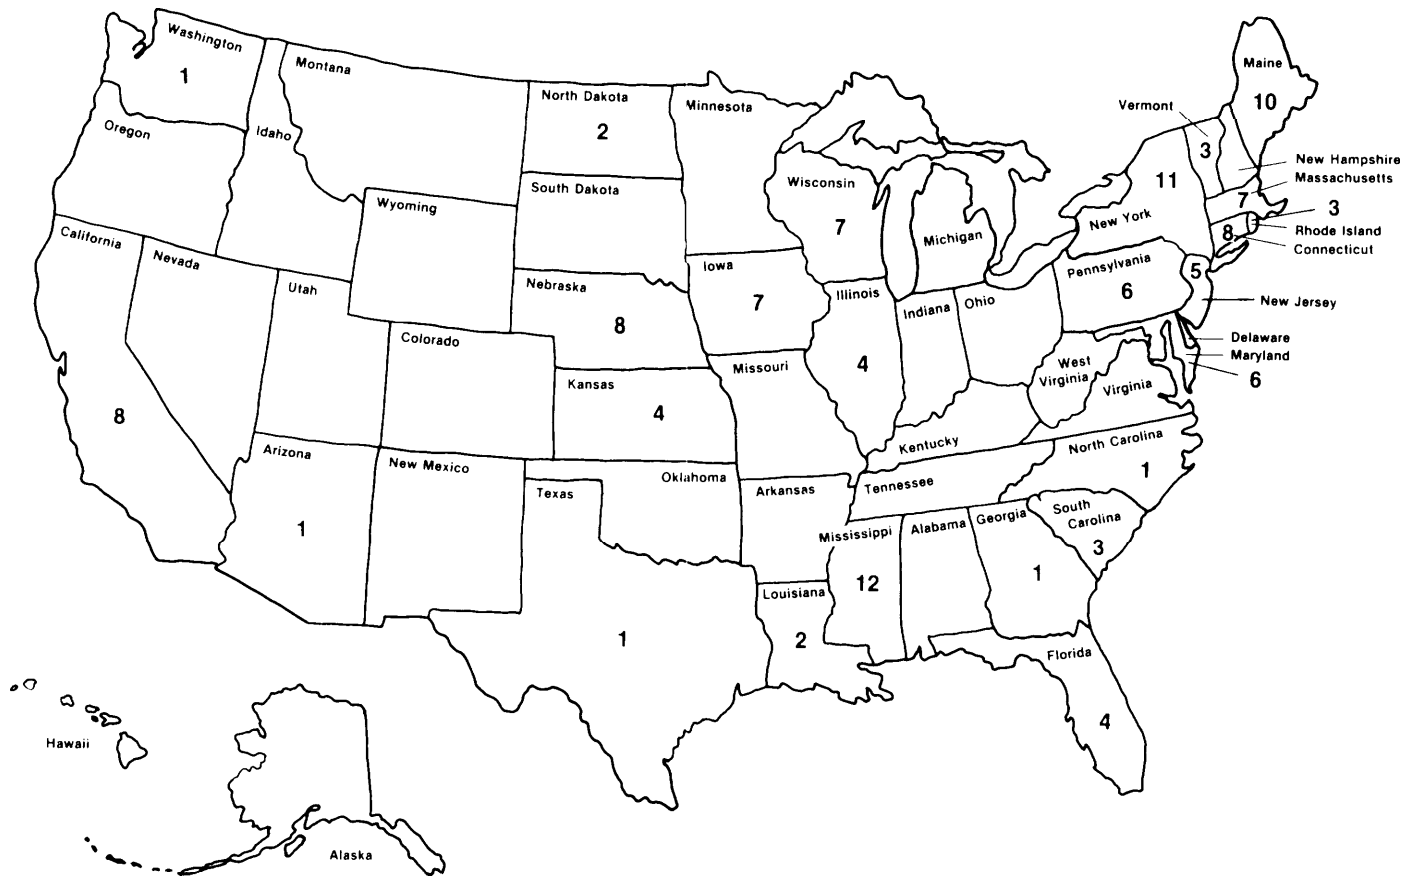 Washington
1
Montana
North Dakota
2
Minnesota
Maine
10
Vermont
3
Oregon
Idaho
South Dakota
Wisconsin
7
New Hampshire
Massachusetts
7
11
New York
3
Rhode Island
8
Connecticut
Wyoming
Michigan
California
8
Nevada
Utah
Nebraska
8
Iowa
7
Illinois
4
Indiana
Ohio
Pennsylvania
6
5
New Jersey
Delaware
Maryland
6
Colorado
Kansas
4
Missouri
West
Virginia
Virginia
Kentucky
Arizona
1
New Mexico
Texas
1
Oklahoma
Arkansas
Tennessee
North Carolina
1
South
Carolina
3
Mississippi
12
Alabama
Georgia
1
Louisiana
2
Florida
4
Hawaii
Alaska